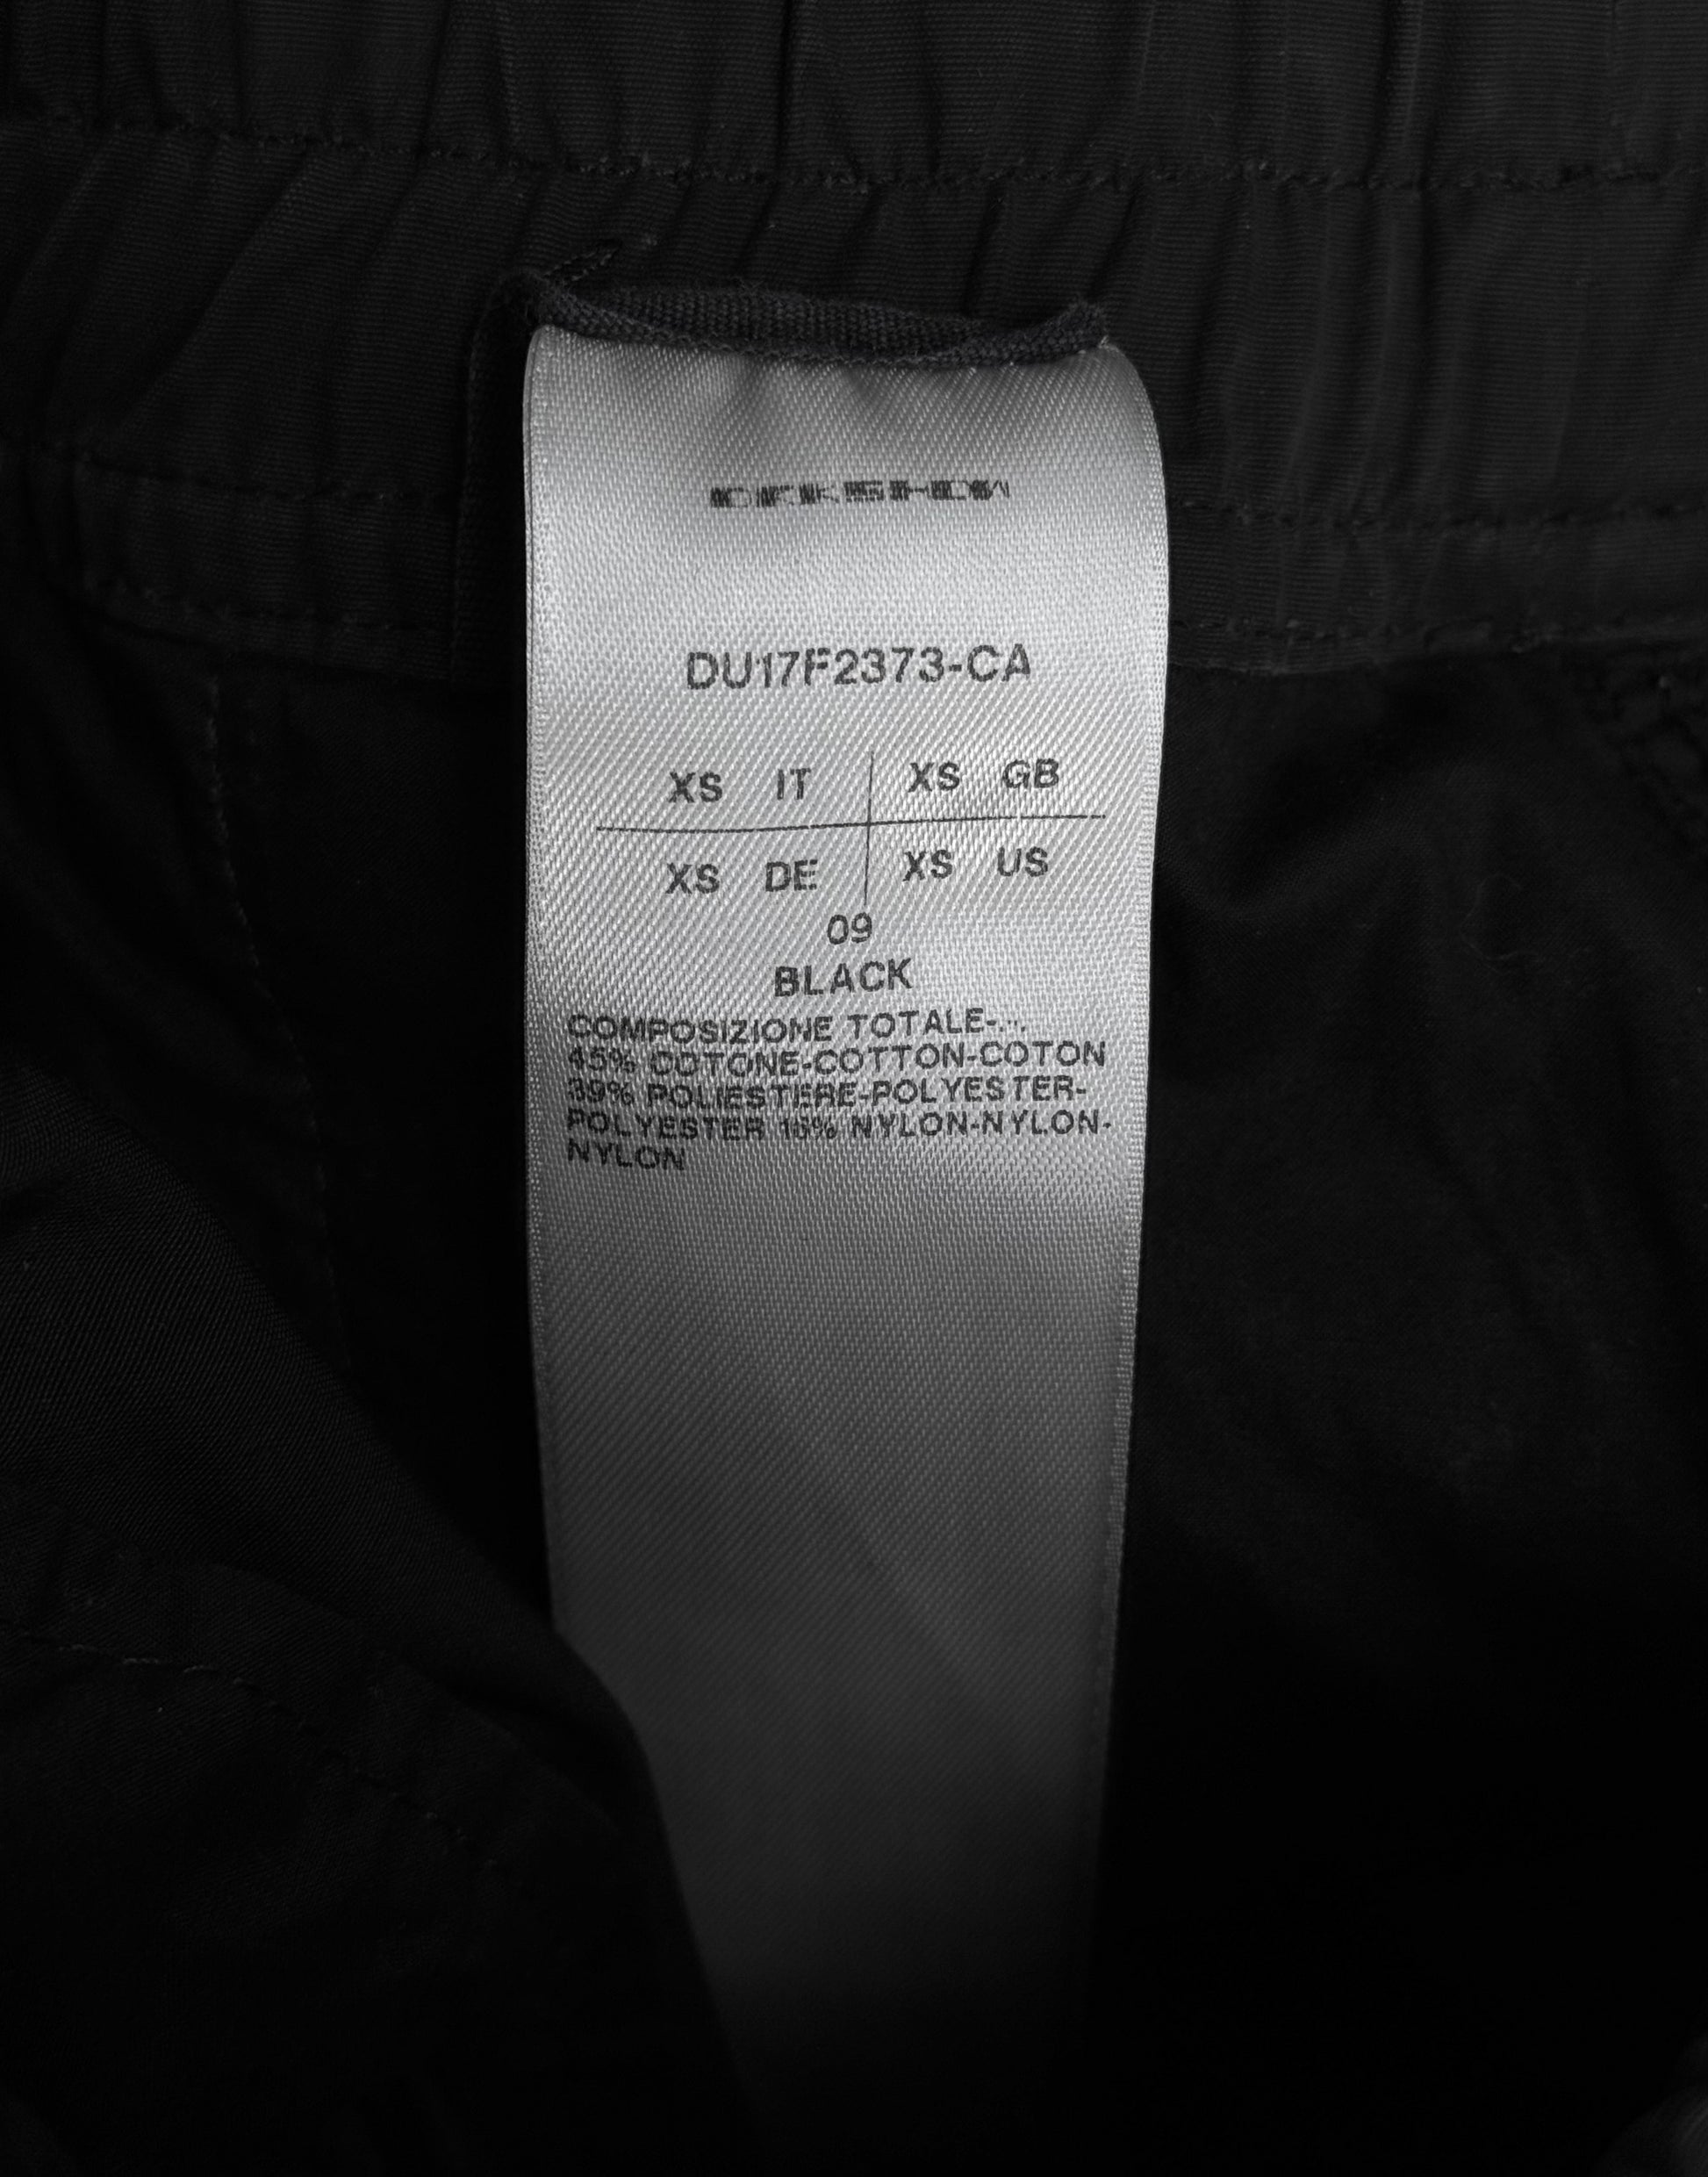 DRKSHDW
DU17F2373-CA
XS IT XS GB
XS DE XS US
09
BLACK
COMPOSIZIONE TOTALE-...
45% COTONE-COTTON-COTON
39% POLIESTERE-POLYESTER-
POLYESTER 16% NYLON-NYLON-
NYLON